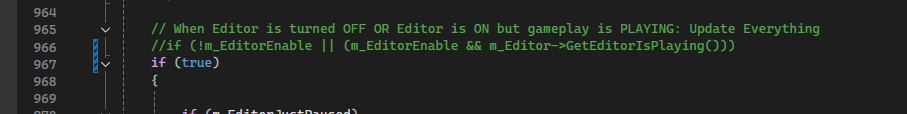 964
965 // When Editor is turned OFF OR Editor is ON but gameplay is PLAYING: Update Everything
966 //if (!m_EditorEnable || (m_EditorEnable && m_Editor->GetEditorIsPlaying()))
967 if (true)
968 {
969
970 if (m_EditorJustPaused)